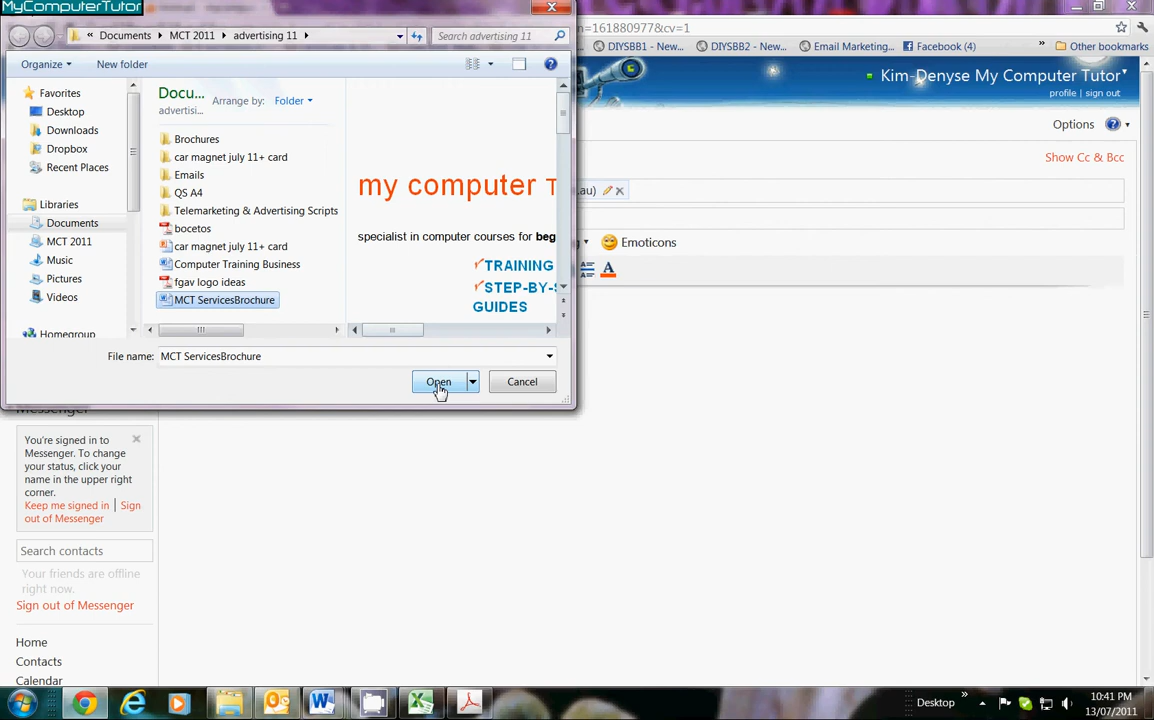 MyComputerTutor
n=161880977&cv=1
« Documents MCT 2011 advertising 11
Search advertising 11
DIYSBB1 - New...
DIYSBB2 - New...
Email Marketing...
Facebook (4)
»
Other bookmarks
Organize
New folder
Kim-Denyse My Computer Tutor
profile | sign out
Options
Show Cc & Bcc
.au)
Emoticons
Favorites
Desktop
Downloads
Dropbox
Recent Places
Libraries
Documents
MCT 2011
Music
Pictures
Videos
Homegroup
Docu...
advertisi...
Arrange by:
Folder
Brochures
car magnet july 11+ card
Emails
QS A4
Telemarketing & Advertising Scripts
bocetos
car magnet july 11+ card
Computer Training Business
fgav logo ideas
MCT ServicesBrochure
my computer T
specialist in computer courses for beg
TRAINING
STEP-BY-S
GUIDES
File name:
MCT ServicesBrochure
Open
Cancel
Messenger
You're signed in to
Messenger. To change
your status, click your
name in the upper right
corner.
Keep me signed in | Sign
out of Messenger
Search contacts
Your friends are offline
right now.
Sign out of Messenger
Home
Contacts
Calendar
Desktop
»
10:41 PM
13/07/2011